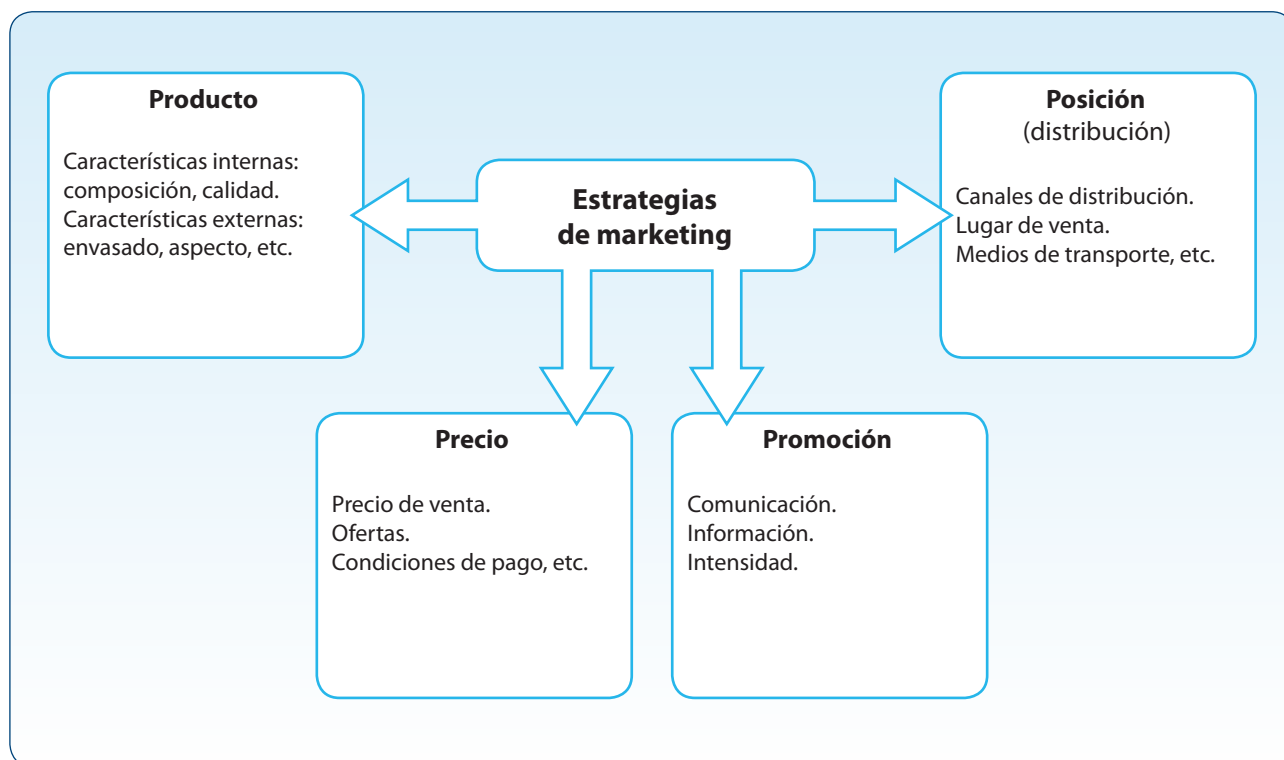 Producto
Características internas:
composición, calidad.
Características externas:
envasado, aspecto, etc.
Estrategias
de marketing
Posición
(distribución)
Canales de distribución.
Lugar de venta.
Medios de transporte, etc.
Precio
Precio de venta.
Ofertas.
Condiciones de pago, etc.
Promoción
Comunicación.
Información.
Intensidad.